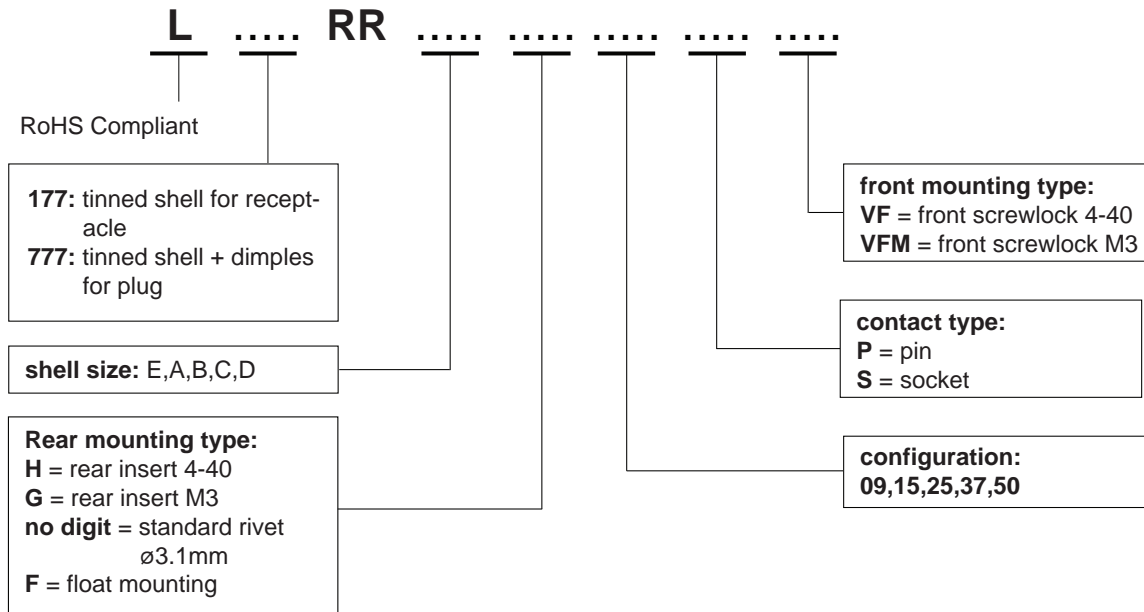 L ..... RR ..... ..... ..... ..... .....
RoHS Compliant
177: tinned shell for recept-
acle
777: tinned shell + dimples
for plug
shell size: E,A,B,C,D
Rear mounting type:
H = rear insert 4-40
G = rear insert M3
no digit = standard rivet
ø3.1mm
F = float mounting
front mounting type:
VF = front screwlock 4-40
VFM = front screwlock M3
contact type:
P = pin
S = socket
configuration:
09,15,25,37,50